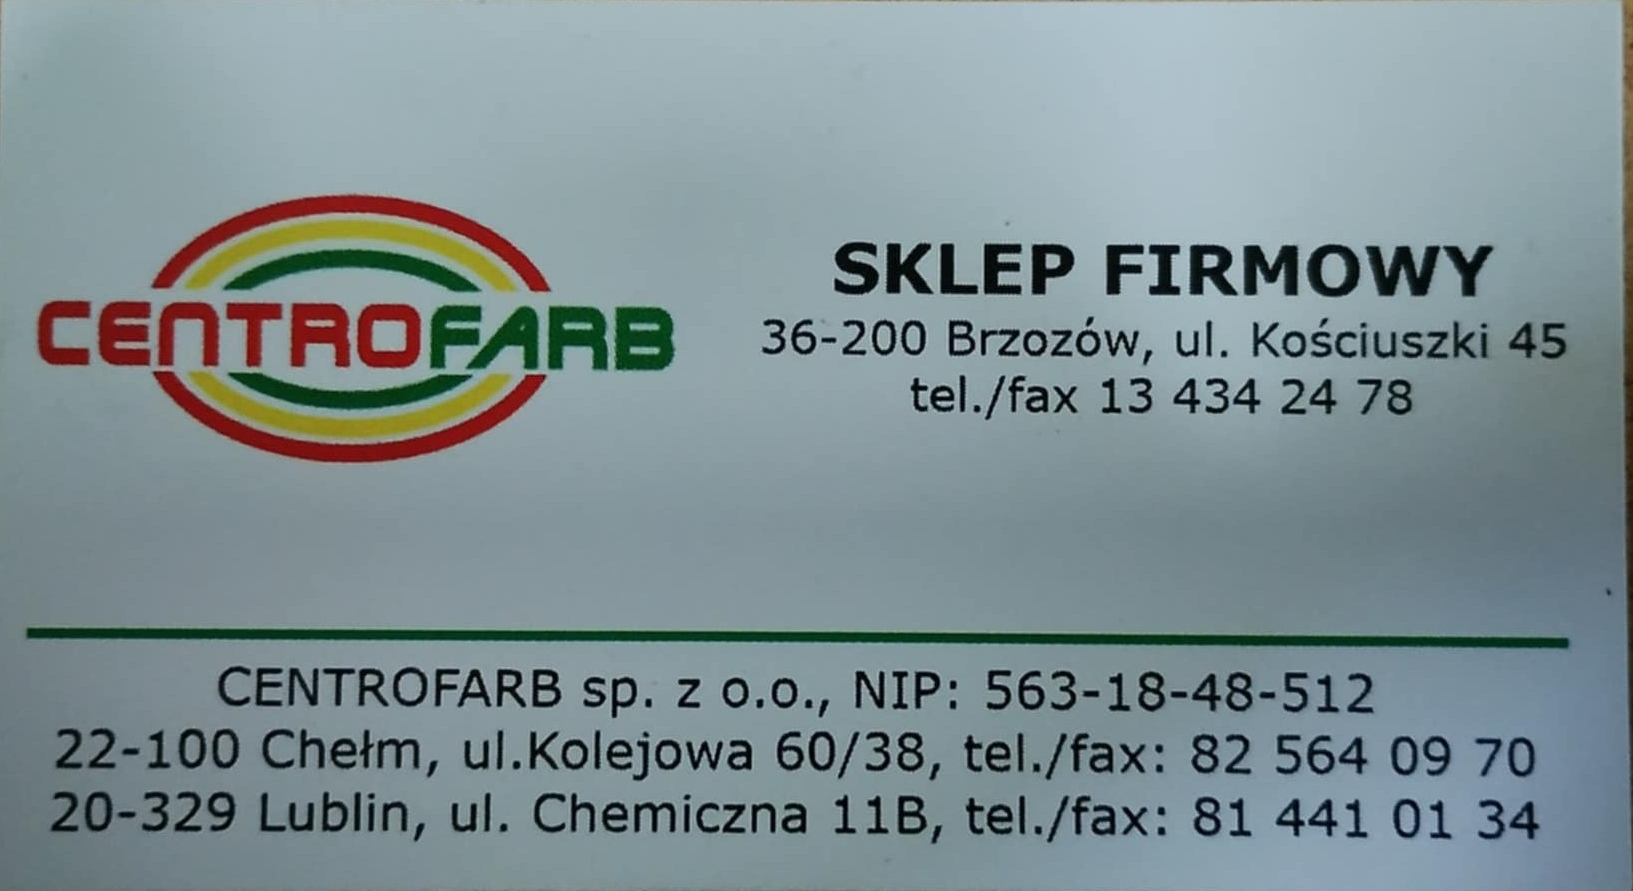 CENTROFARB
SKLEP FIRMOWY
36-200 Brzozów, ul. Kościuszki 45
tel./fax 13 434 24 78
CENTROFARB sp. z o.o., NIP: 563-18-48-512
22-100 Chełm, ul.Kolejowa 60/38, tel./fax: 82 564 09 70
20-329 Lublin, ul. Chemiczna 11B, tel./fax: 81 441 01 34